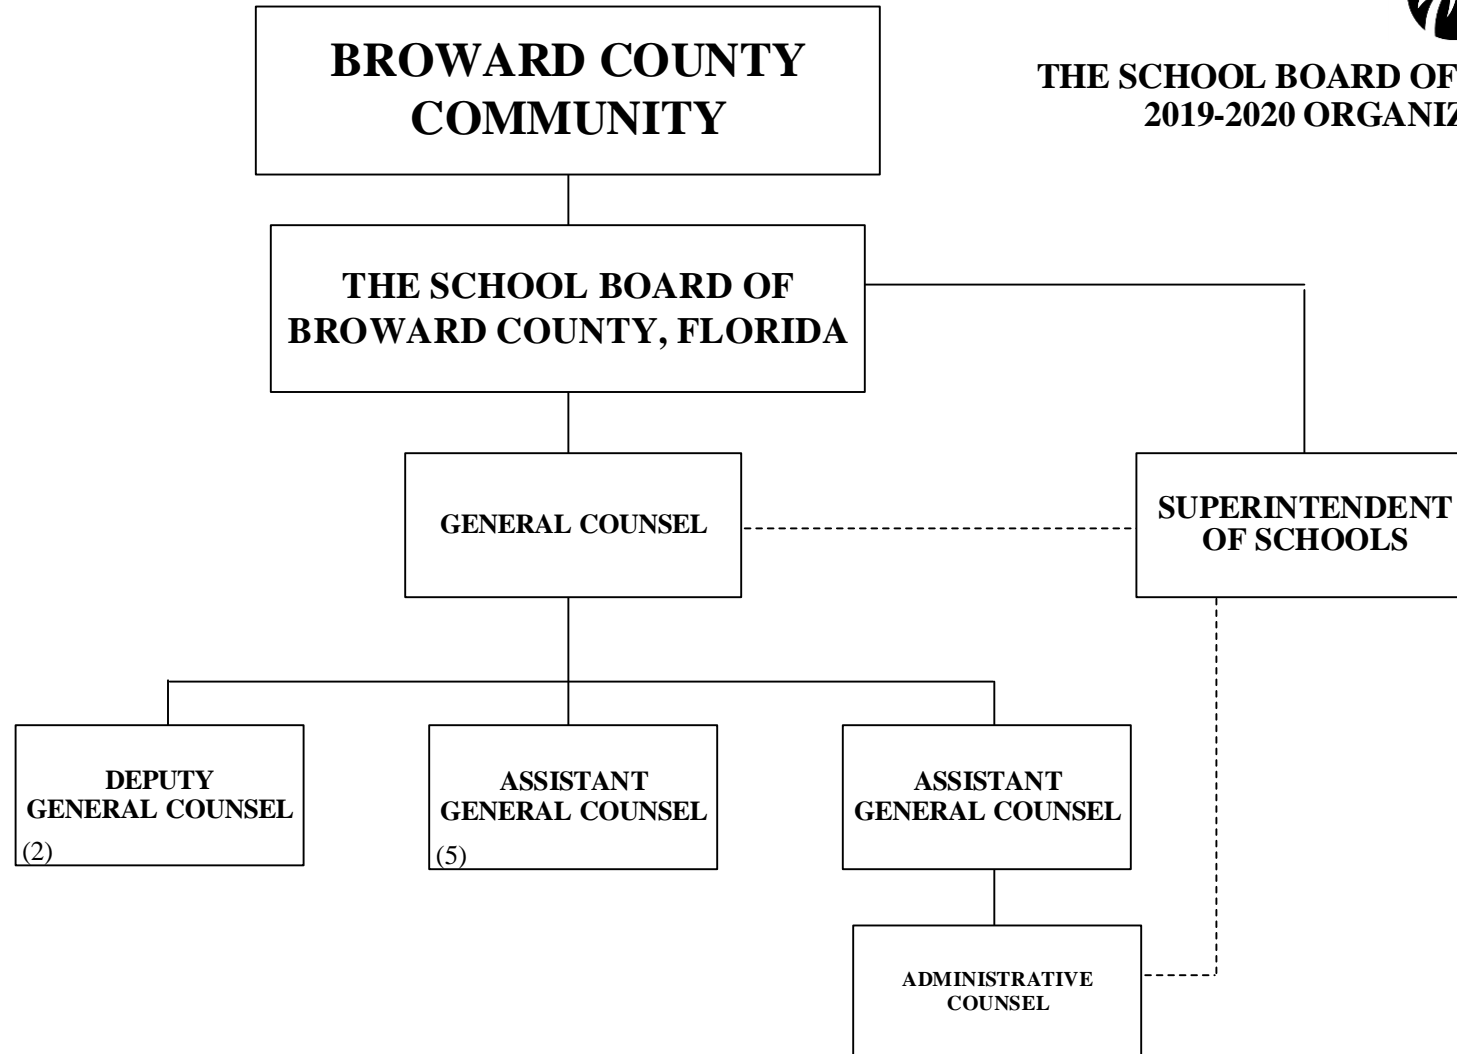 BROWARD COUNTY
COMMUNITY
THE SCHOOL BOARD OF
2019-2020 ORGANIZ
THE SCHOOL BOARD OF
BROWARD COUNTY, FLORIDA
GENERAL COUNSEL
SUPERINTENDENT
OF SCHOOLS
DEPUTY
GENERAL COUNSEL
(2)
ASSISTANT
GENERAL COUNSEL
(5)
ASSISTANT
GENERAL COUNSEL
ADMINISTRATIVE
COUNSEL